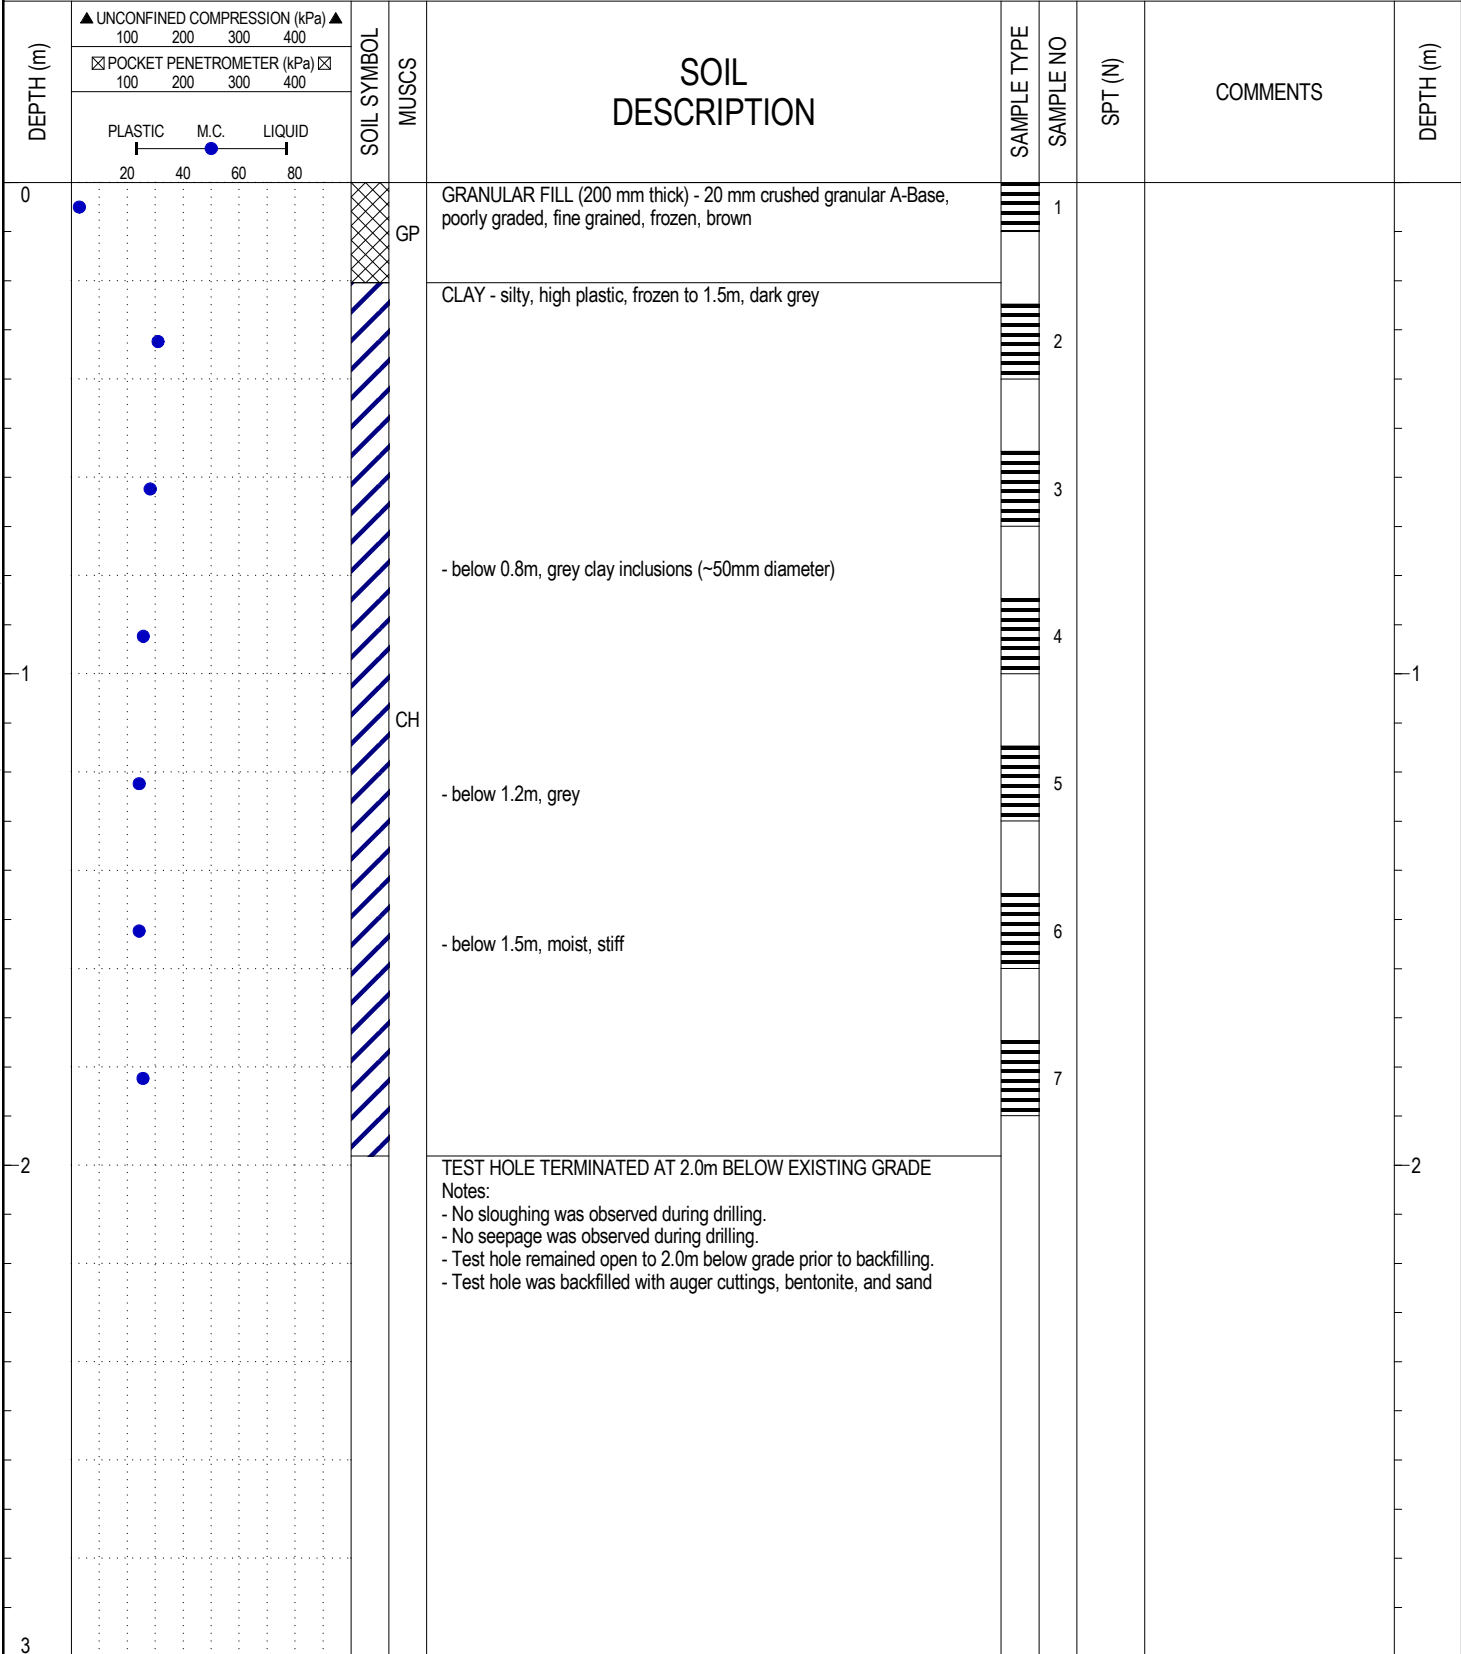 DEPTH (m)
▲ UNCONFINED COMPRESSION (kPa) ▲
100 200 300 400
☒ POCKET PENETROMETER (kPa) ☒
100 200 300 400
PLASTIC M.C. LIQUID
20 40 60 80
SOIL SYMBOL
MUSCS
SOIL
DESCRIPTION
SAMPLE TYPE
SAMPLE NO
SPT (N)
COMMENTS
DEPTH (m)
0
GRANULAR FILL (200 mm thick) - 20 mm crushed granular A-Base,
poorly graded, fine grained, frozen, brown
1
GP
CLAY - silty, high plastic, frozen to 1.5m, dark grey
2
3
- below 0.8m, grey clay inclusions (~50mm diameter)
4
1
1
CH
5
- below 1.2m, grey
6
- below 1.5m, moist, stiff
7
2
2
TEST HOLE TERMINATED AT 2.0m BELOW EXISTING GRADE
Notes:
- No sloughing was observed during drilling.
- No seepage was observed during drilling.
- Test hole remained open to 2.0m below grade prior to backfilling.
- Test hole was backfilled with auger cuttings, bentonite, and sand
3